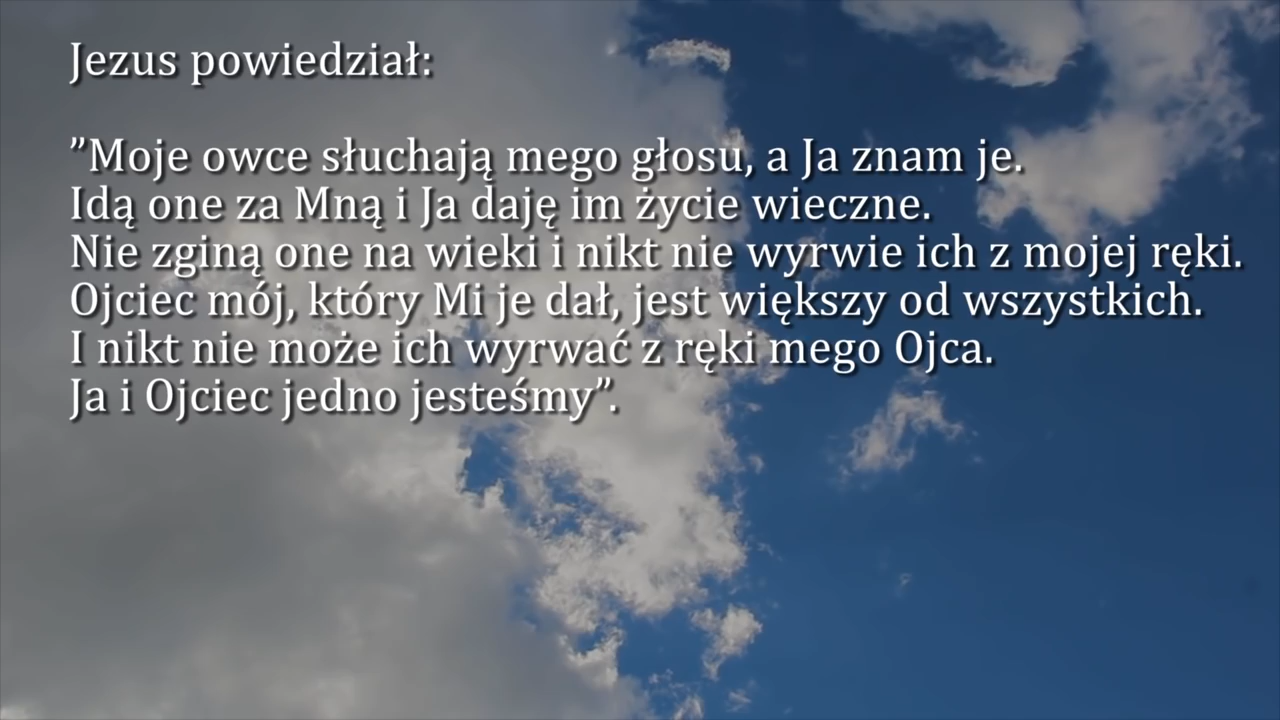 Jezus powiedział:
”Moje owce słuchają mego głosu, a Ja znam je.
Idą one za Mną i Ja daję im życie wieczne.
Nie zginą one na wieki i nikt nie wyrwie ich z mojej ręki.
Ojciec mój, który Mi je dał, jest większy od wszystkich.
I nikt nie może ich wyrwać z ręki mego Ojca.
Ja i Ojciec jedno jesteśmy”.